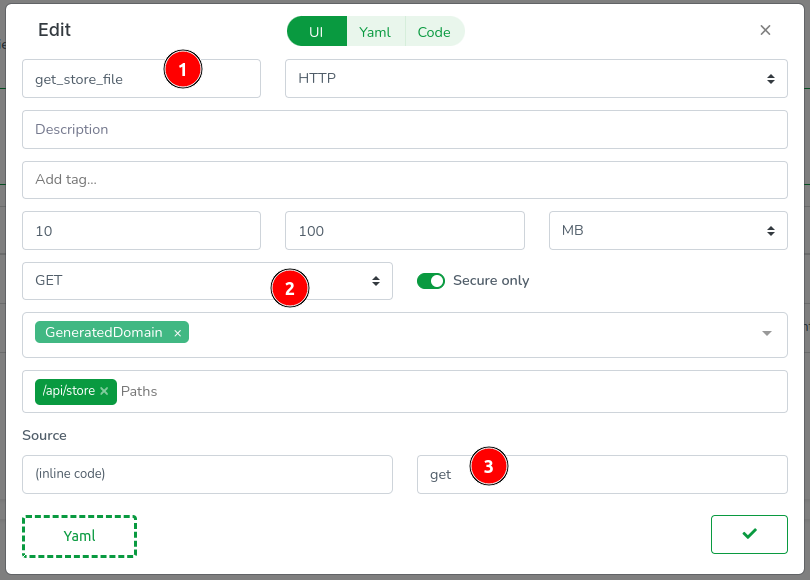 Edit UI Yaml Code ×
get_store_file 1 HTTP
Description
Add tag...
10 100 MB
GET 2 Secure only
GeneratedDomain ×
/api/store × Paths
Source
(inline code) get 3
Yaml